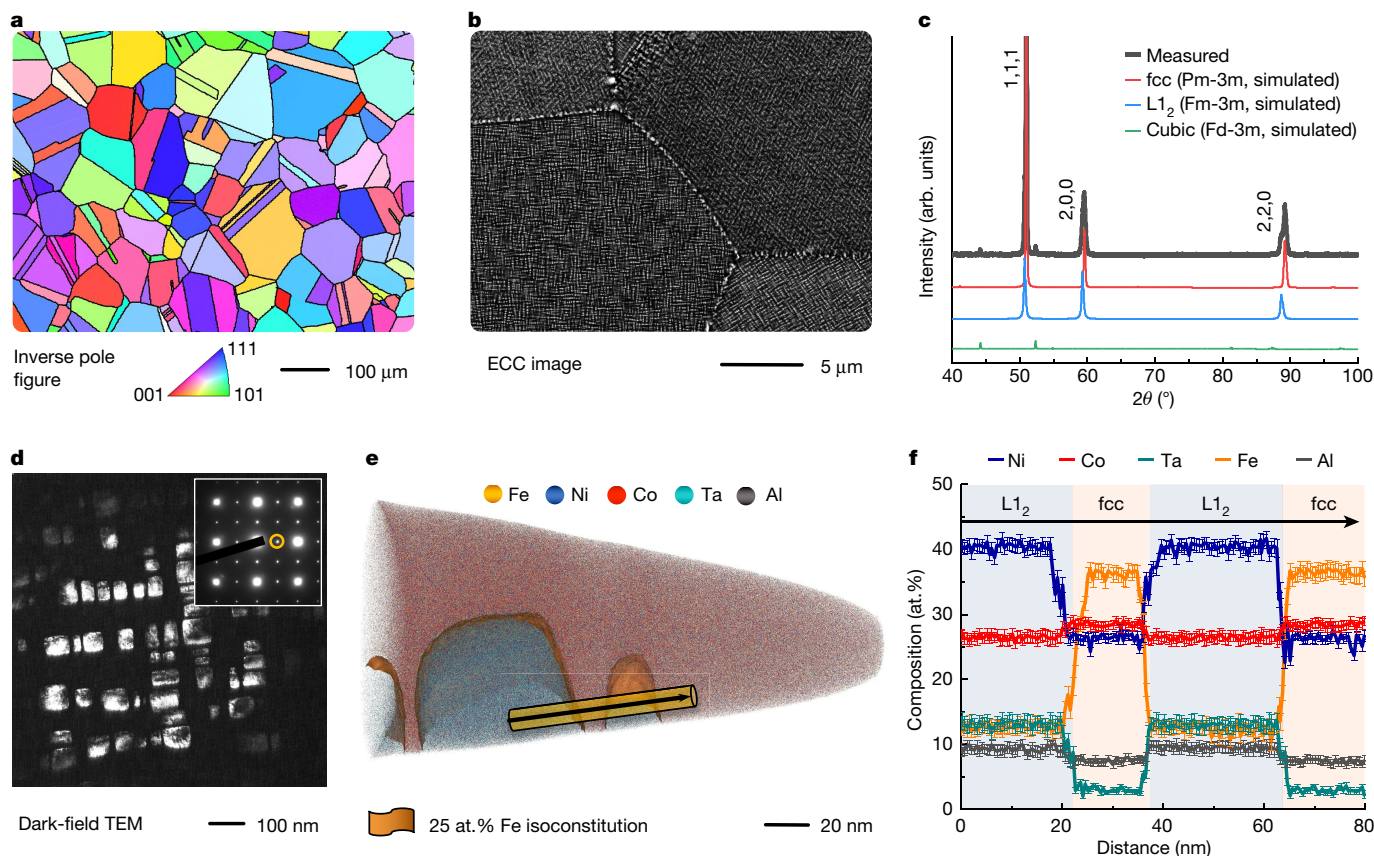 a
Inverse pole
figure
111
001
101
100 μm
b
ECC image
5 μm
c
Intensity (arb. units)
1,1,1
2,0,0
2,2,0
Measured
fcc (Pm-3m, simulated)
L1₂ (Fm-3m, simulated)
Cubic (Fd-3m, simulated)
40 50 60 70 80 90 100
2θ (°)
d
Dark-field TEM
100 nm
e
Fe Ni Co Ta Al
25 at.% Fe isoconstitution
20 nm
f
Ni Co Ta Fe Al
Composition (at.%)
50
40
30
20
10
0
L1₂ fcc L1₂ fcc
0 20 40 60 80
Distance (nm)